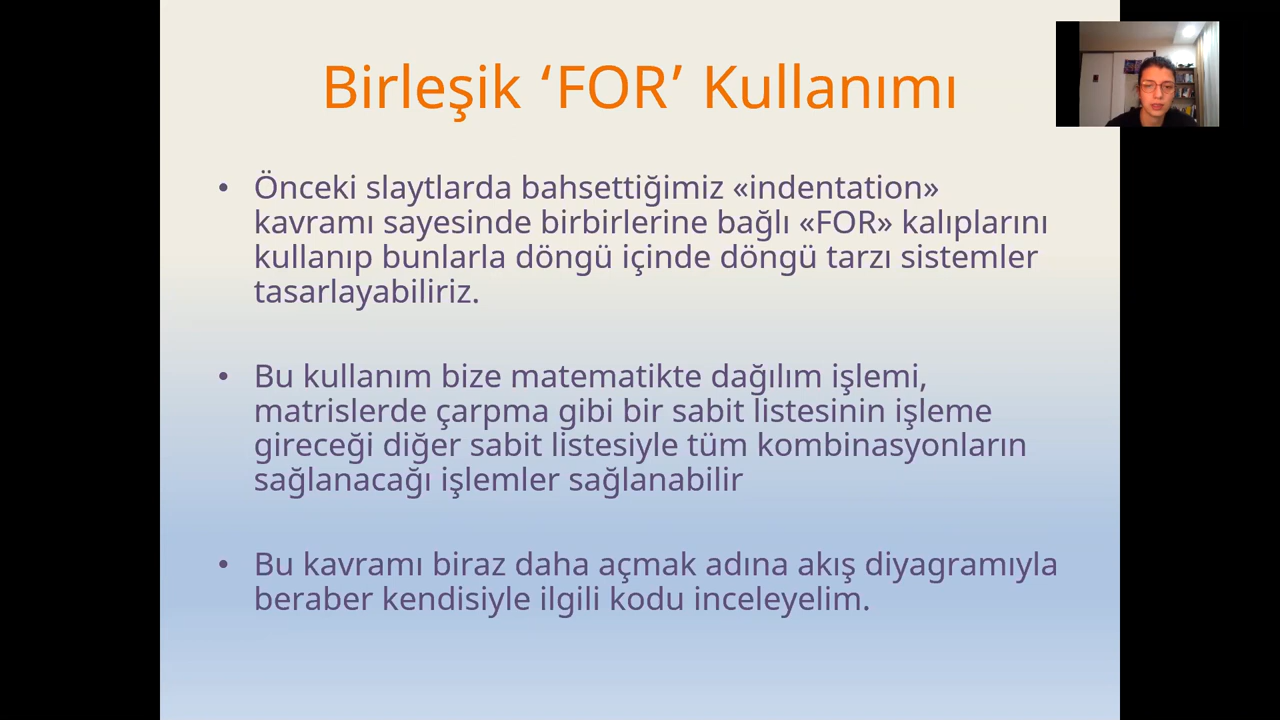 Birleşik ‘FOR’ Kullanımı
• Önceki slaytlarda bahsettiğimiz «indentation»
kavramı sayesinde birbirlerine bağlı «FOR» kalıplarını
kullanıp bunlarla döngü içinde döngü tarzı sistemler
tasarlayabiliriz.
• Bu kullanım bize matematikte dağılım işlemi,
matrislerde çarpma gibi bir sabit listesinin işleme
gireceği diğer sabit listesiyle tüm kombinasyonların
sağlanacağı işlemler sağlanabilir
• Bu kavramı biraz daha açmak adına akış diyagramıyla
beraber kendisiyle ilgili kodu inceleyelim.